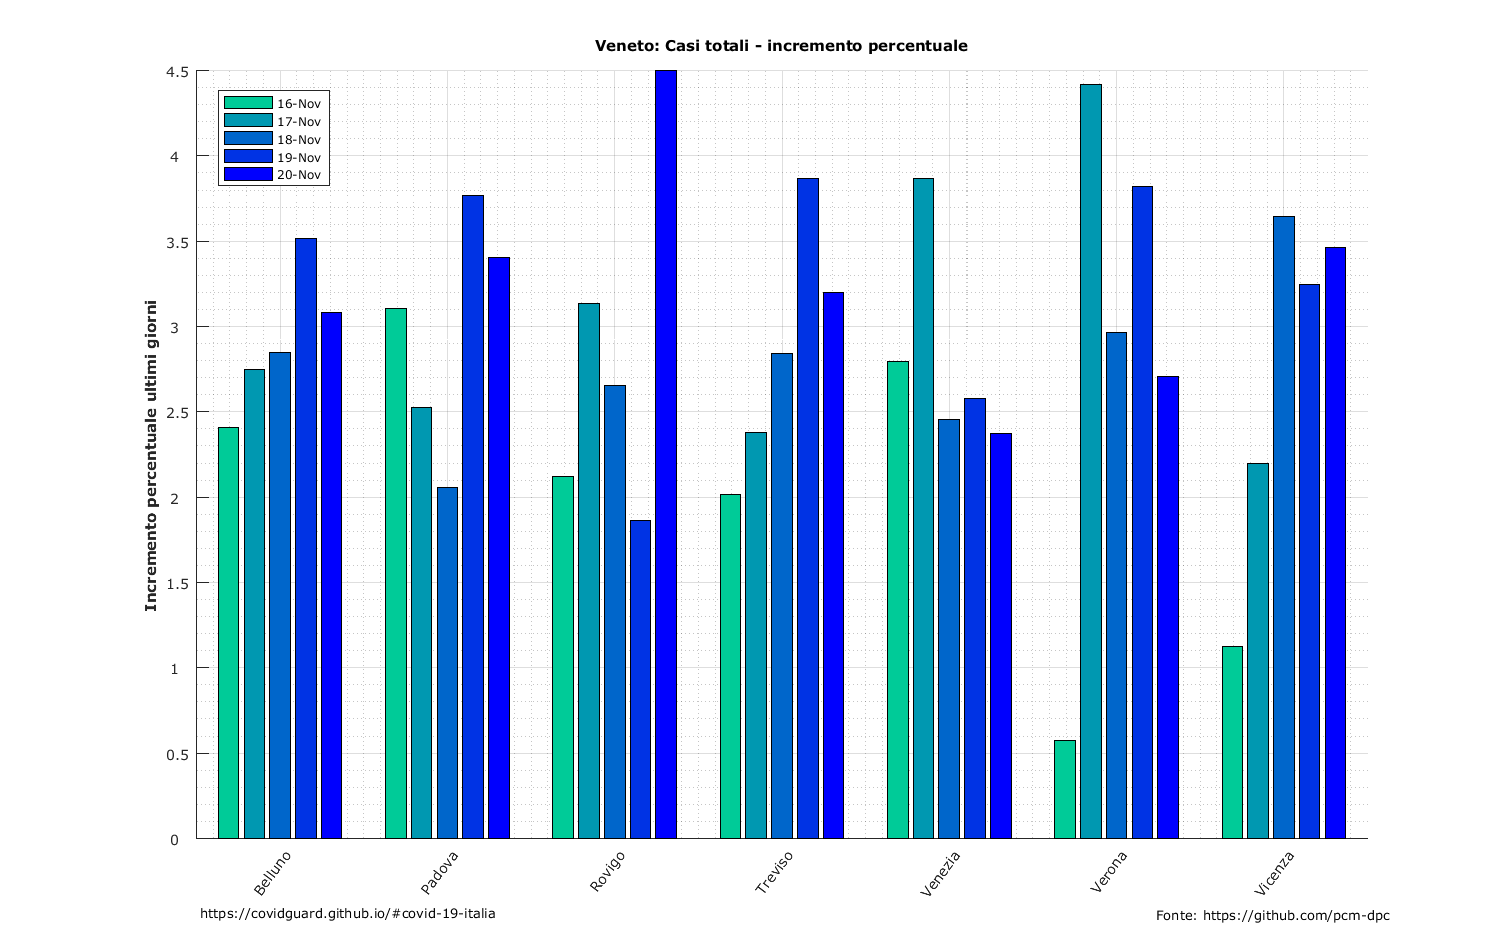 Veneto: Casi totali - incremento percentuale
4.5
4
3.5
3
2.5
2
1.5
1
0.5
0
Incremento percentuale ultimi giorni
16-Nov
17-Nov
18-Nov
19-Nov
20-Nov
Belluno
Padova
Rovigo
Treviso
Venezia
Verona
Vicenza
https://covidguard.github.io/#covid-19-italia
Fonte: https://github.com/pcm-dpc